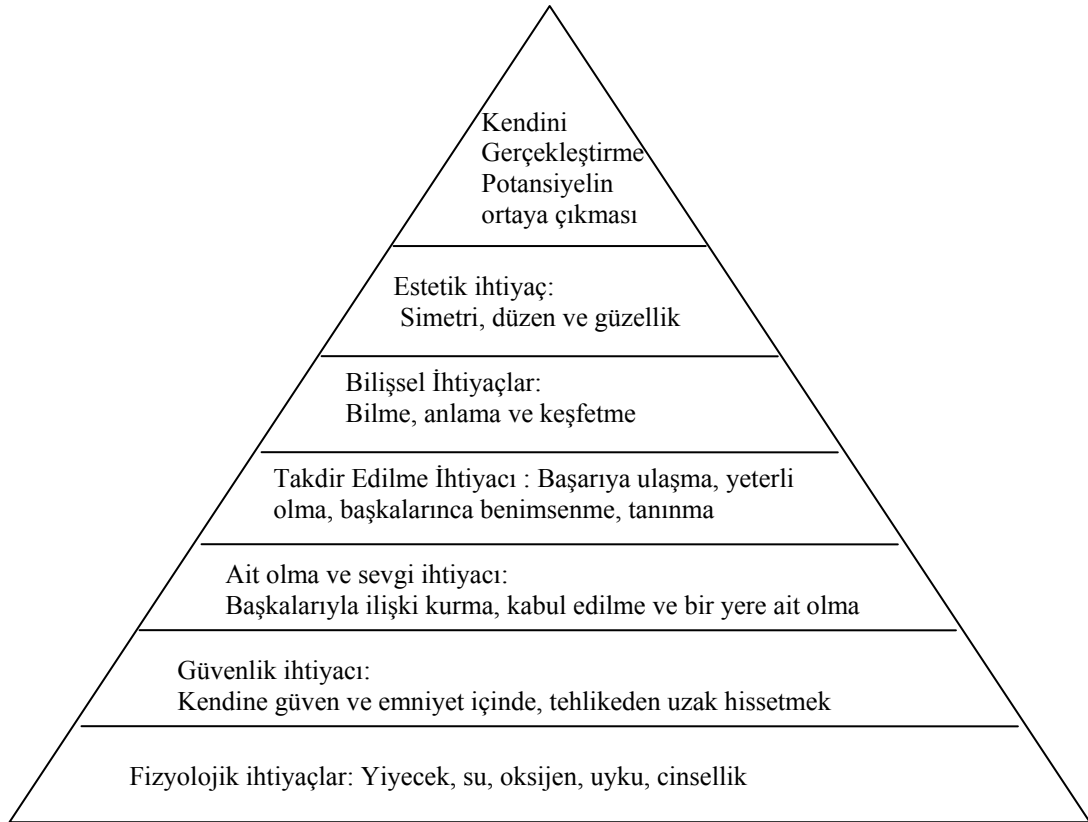 Kendini
Gerçekleştirme
Potansiyelin
ortaya çıkması
Estetik ihtiyaç:
Simetri, düzen ve güzellik
Bilişsel İhtiyaçlar:
Bilme, anlama ve keşfetme
Takdir Edilme İhtiyacı : Başarıya ulaşma, yeterli
olma, başkalarınca benimsenme, tanınma
Ait olma ve sevgi ihtiyacı:
Başkalarıyla ilişki kurma, kabul edilme ve bir yere ait olma
Güvenlik ihtiyacı:
Kendine güven ve emniyet içinde, tehlikeden uzak hissetmek
Fizyolojik ihtiyaçlar: Yiyecek, su, oksijen, uyku, cinsellik